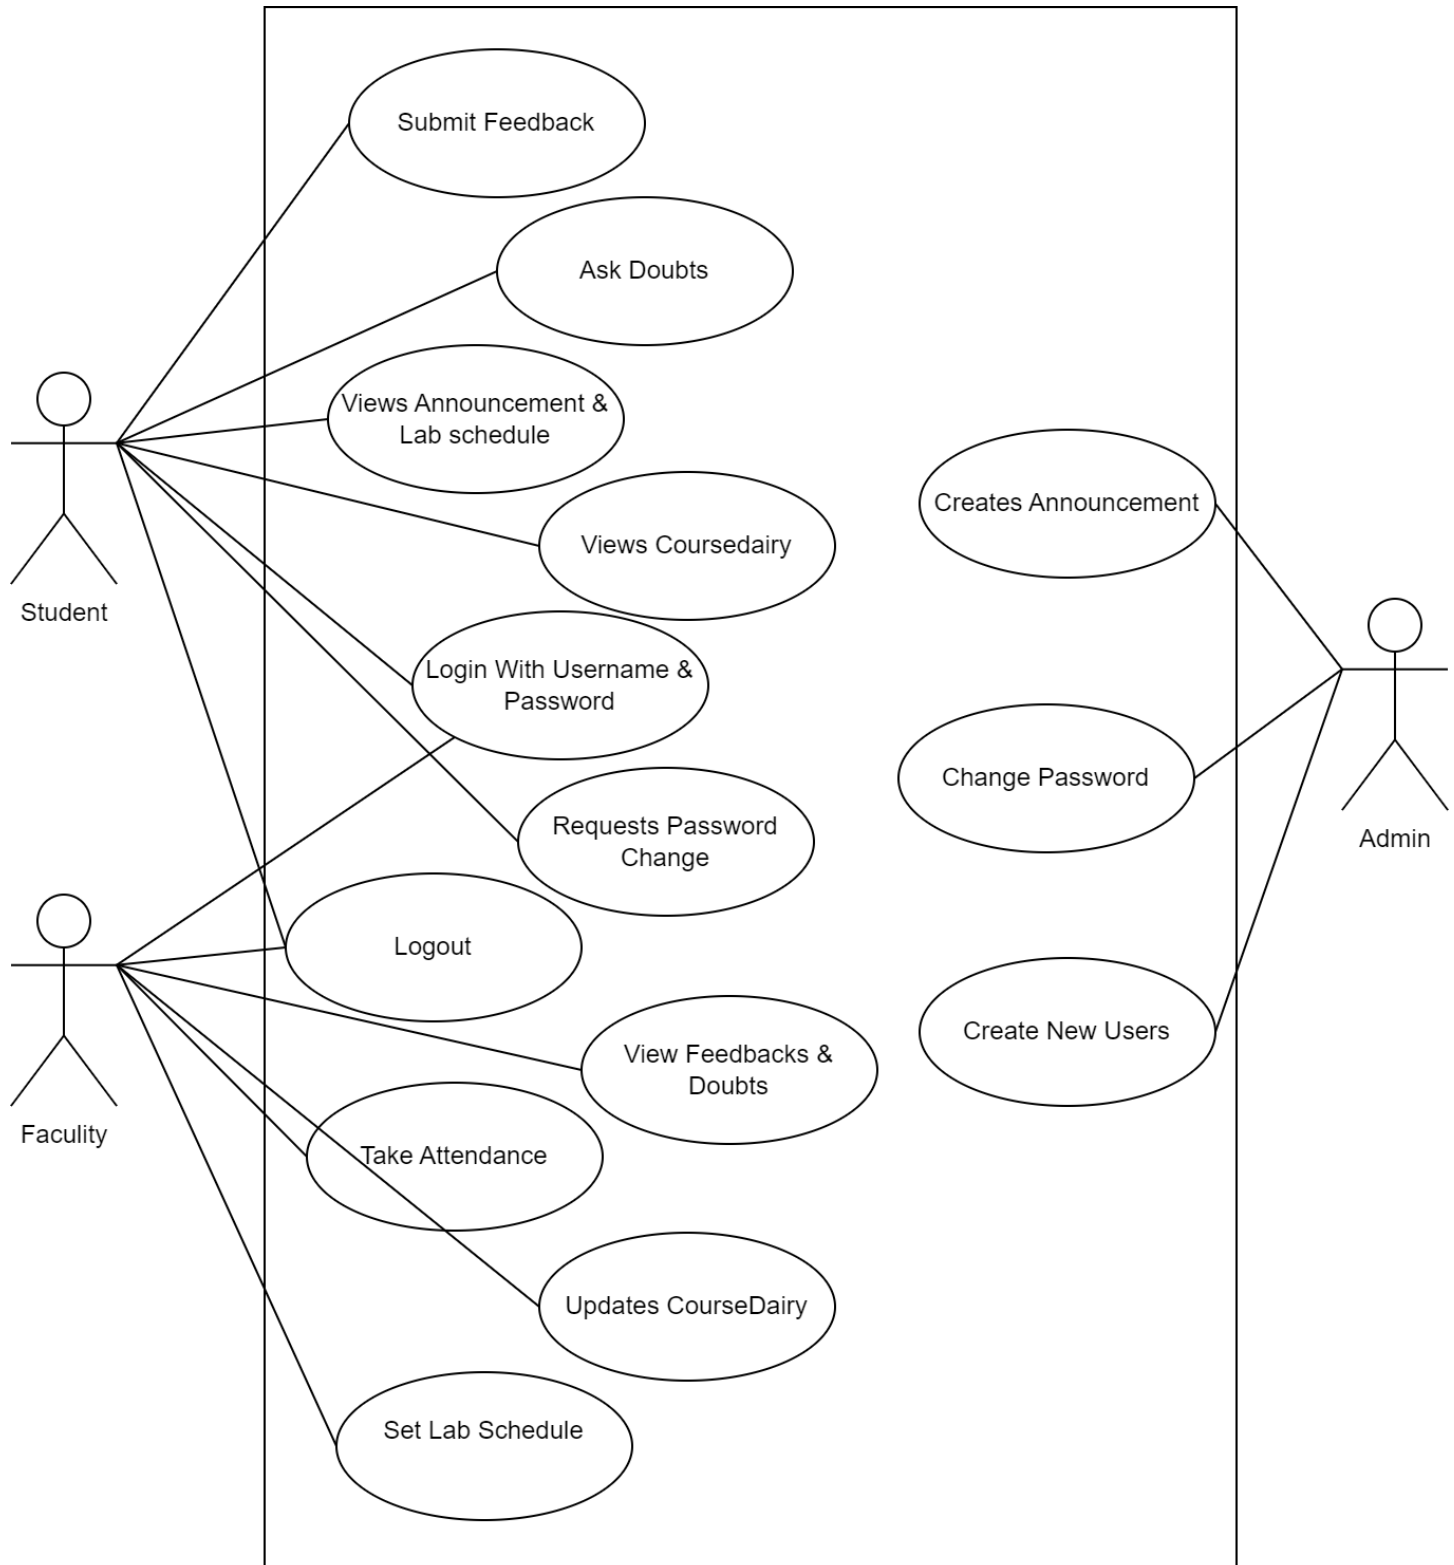 Submit Feedback
Ask Doubts
Views Announcement &
Lab schedule
Creates Announcement
Views Coursedairy
Student
Login With Username &
Password
Change Password
Requests Password
Change
Admin
Logout
Create New Users
View Feedbacks &
Doubts
Faculity
Take Attendance
Updates CourseDairy
Set Lab Schedule